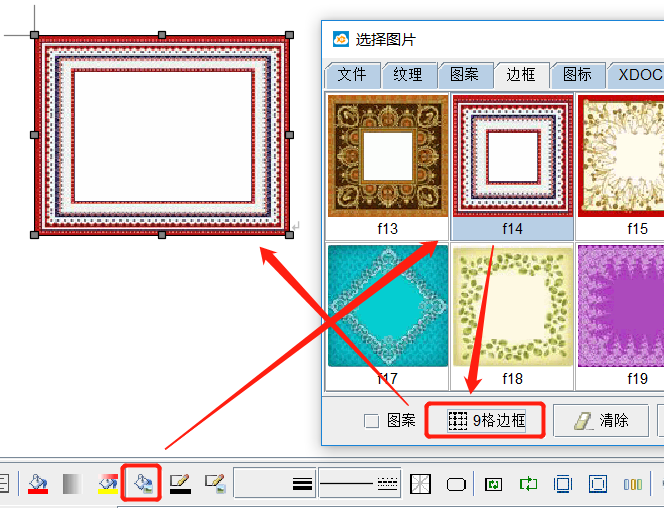 选择图片
文件 纹理 图案 边框 图标 XDOC
f13 f14 f15
f17 f18 f19
图案 9格边框 清除